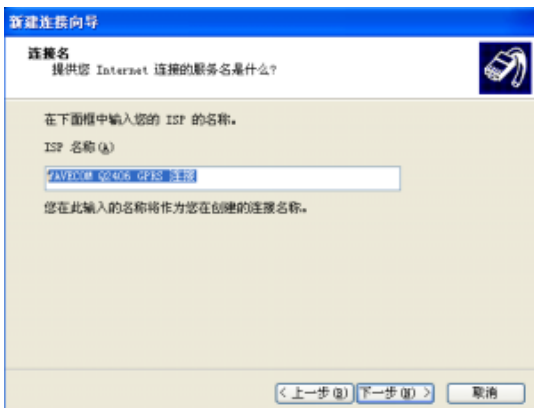 新建连接向导
连接名
提供您 Internet 连接的服务名是什么?
在下面框中输入您的 ISP 的名称。
ISP 名称(A)
WAVECOM Q2406 GPRS 连接
您在此输入的名称将作为您在创建的连接名称。
< 上一步(B) 下一步(N) > 取消